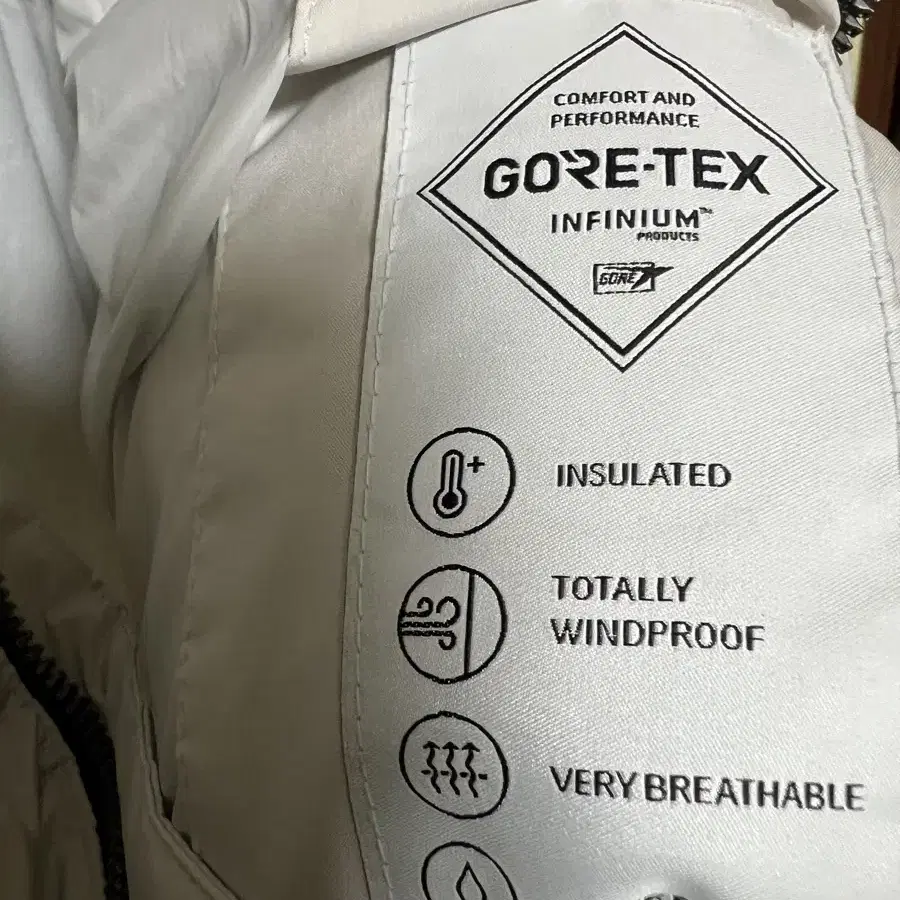 COMFORT AND
PERFORMANCE
GORE-TEX
INFINIUM™
PRODUCTS
GORE
INSULATED
TOTALLY
WINDPROOF
VERY BREATHABLE